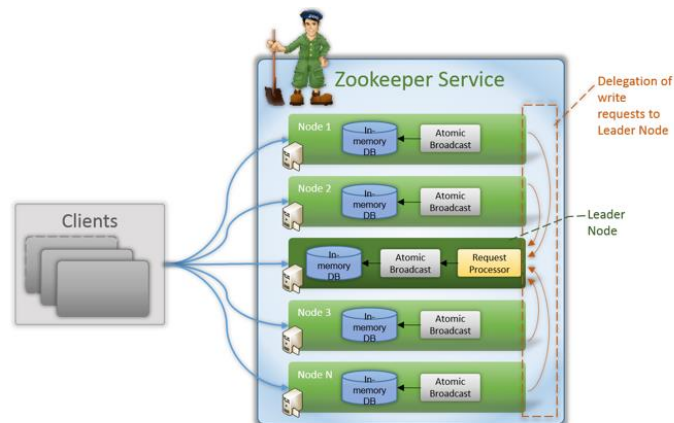 Zookeeper Service
Delegation of
write
requests to
Leader Node
Node 1
In-
memory
DB
Atomic
Broadcast
Node 2
In-
memory
DB
Atomic
Broadcast
Clients
Leader
Node
In-
memory
DB
Atomic
Broadcast
Request
Processor
Node 3
In-
memory
DB
Atomic
Broadcast
Node N
In-
memory
DB
Atomic
Broadcast